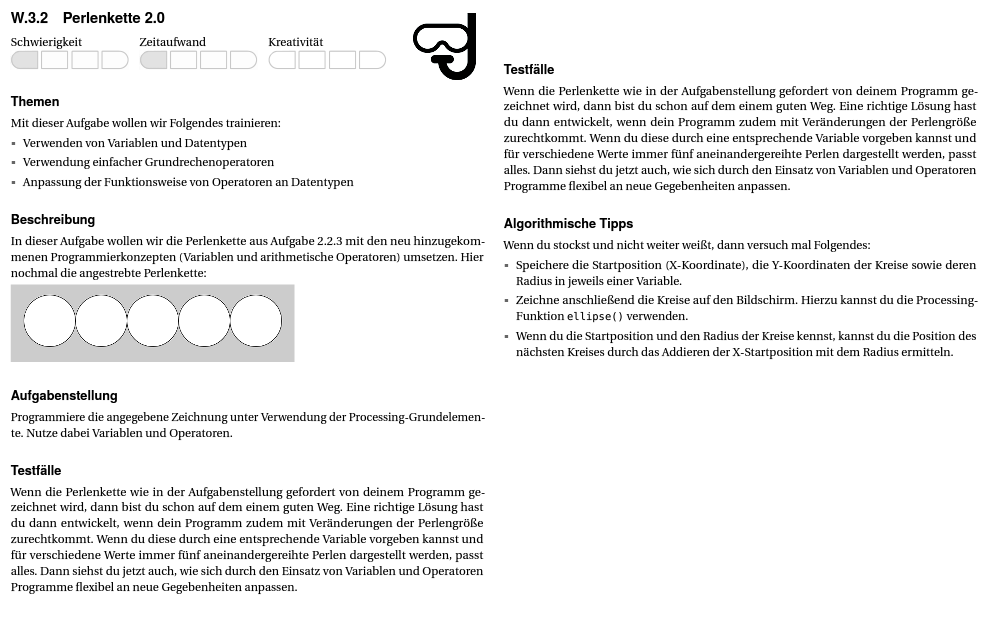 W.3.2 Perlenkette 2.0
Schwierigkeit Zeitaufwand Kreativität
Themen
Mit dieser Aufgabe wollen wir Folgendes trainieren:
▪ Verwenden von Variablen und Datentypen
▪ Verwendung einfacher Grundrechenoperatoren
▪ Anpassung der Funktionsweise von Operatoren an Datentypen
Beschreibung
In dieser Aufgabe wollen wir die Perlenkette aus Aufgabe 2.2.3 mit den neu hinzugekom-
menen Programmierkonzepten (Variablen und arithmetische Operatoren) umsetzen. Hier
nochmal die angestrebte Perlenkette:
Aufgabenstellung
Programmiere die angegebene Zeichnung unter Verwendung der Processing-Grundelemen-
te. Nutze dabei Variablen und Operatoren.
Testfälle
Wenn die Perlenkette wie in der Aufgabenstellung gefordert von deinem Programm ge-
zeichnet wird, dann bist du schon auf dem einem guten Weg. Eine richtige Lösung hast
du dann entwickelt, wenn dein Programm zudem mit Veränderungen der Perlengröße
zurechtkommt. Wenn du diese durch eine entsprechende Variable vorgeben kannst und
für verschiedene Werte immer fünf aneinandergereihte Perlen dargestellt werden, passt
alles. Dann siehst du jetzt auch, wie sich durch den Einsatz von Variablen und Operatoren
Programme flexibel an neue Gegebenheiten anpassen.
Testfälle
Wenn die Perlenkette wie in der Aufgabenstellung gefordert von deinem Programm ge-
zeichnet wird, dann bist du schon auf dem einem guten Weg. Eine richtige Lösung hast
du dann entwickelt, wenn dein Programm zudem mit Veränderungen der Perlengröße
zurechtkommt. Wenn du diese durch eine entsprechende Variable vorgeben kannst und
für verschiedene Werte immer fünf aneinandergereihte Perlen dargestellt werden, passt
alles. Dann siehst du jetzt auch, wie sich durch den Einsatz von Variablen und Operatoren
Programme flexibel an neue Gegebenheiten anpassen.
Algorithmische Tipps
Wenn du stockst und nicht weiter weißt, dann versuch mal Folgendes:
▪ Speichere die Startposition (X-Koordinate), die Y-Koordinaten der Kreise sowie deren
Radius in jeweils einer Variable.
▪ Zeichne anschließend die Kreise auf den Bildschirm. Hierzu kannst du die Processing-
Funktion ellipse() verwenden.
▪ Wenn du die Startposition und den Radius der Kreise kennst, kannst du die Position des
nächsten Kreises durch das Addieren der X-Startposition mit dem Radius ermitteln.